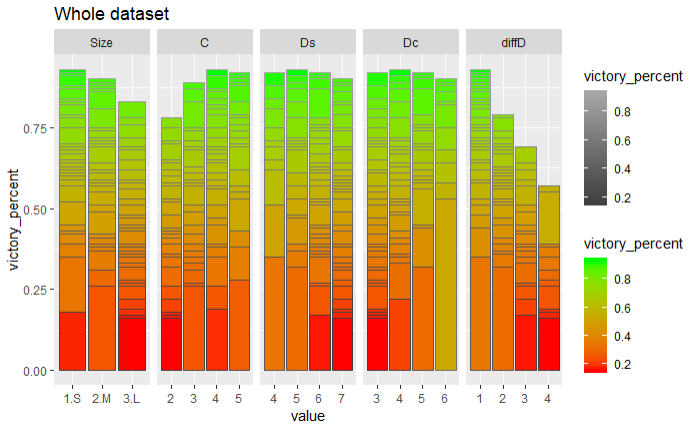 Whole dataset
Size C Ds Dc diffD
victory_percent
0.75
0.50
0.25
0.00
1.S 2.M 3.L 2 3 4 5 4 5 6 7 3 4 5 6 1 2 3 4
value
victory_percent
0.8
0.6
0.4
0.2
victory_percent
0.8
0.6
0.4
0.2